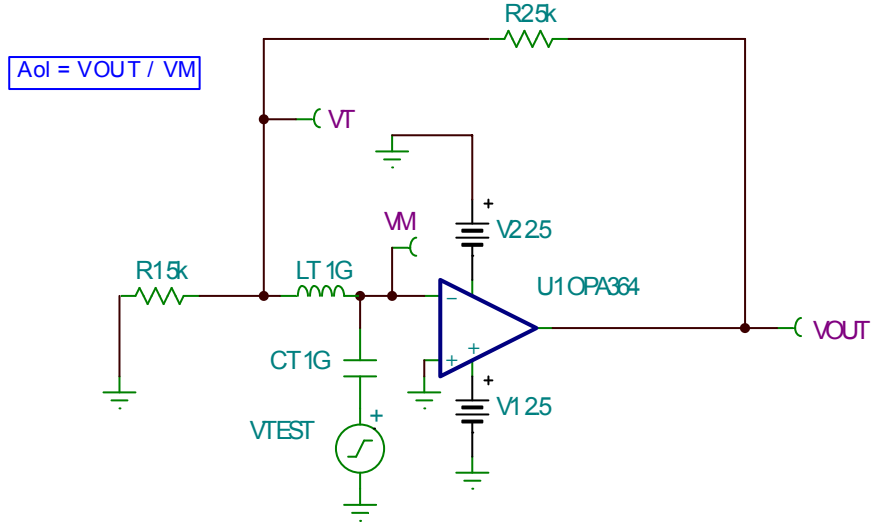 R2 5k
Aol = VOUT / VM
VT
VM
V2 2.5
R1 5k
LT 1G
U1 OPA364
VOUT
CT 1G
V1 2.5
VTEST